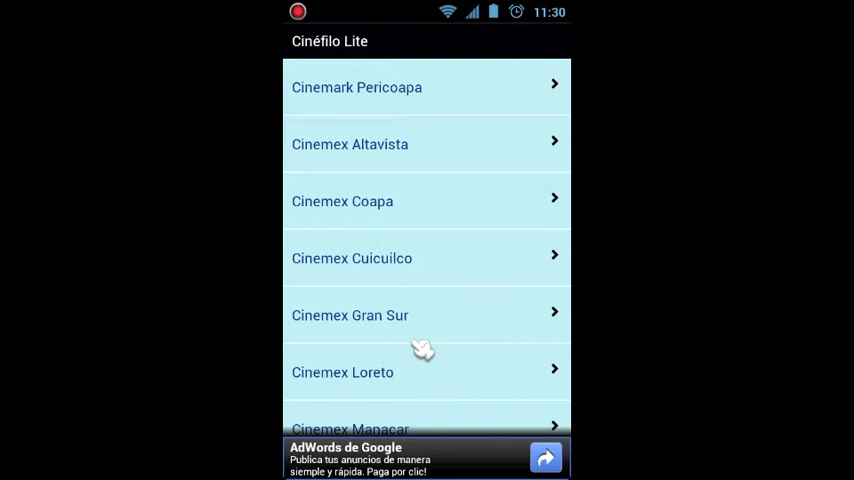 11:30
Cinéfilo Lite
Cinemark Pericoapa
Cinemex Altavista
Cinemex Coapa
Cinemex Cuicuilco
Cinemex Gran Sur
Cinemex Loreto
Cinemex Manacar
AdWords de Google
Publica tus anuncios de manera
siemple y rápida. Paga por clic!